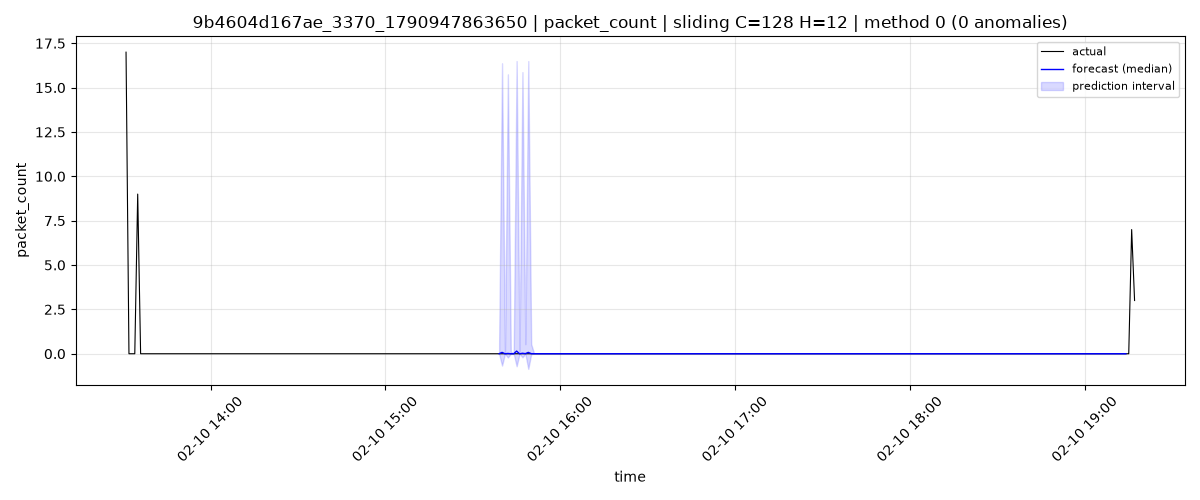 9b4604d167ae_3370_1790947863650 | packet_count | sliding C=128 H=12 | method 0 (0 anomalies)
actual
forecast (median)
prediction interval
17.5
15.0
12.5
10.0
7.5
5.0
2.5
0.0
packet_count
02-10 14:00
02-10 15:00
02-10 16:00
02-10 17:00
02-10 18:00
02-10 19:00
time